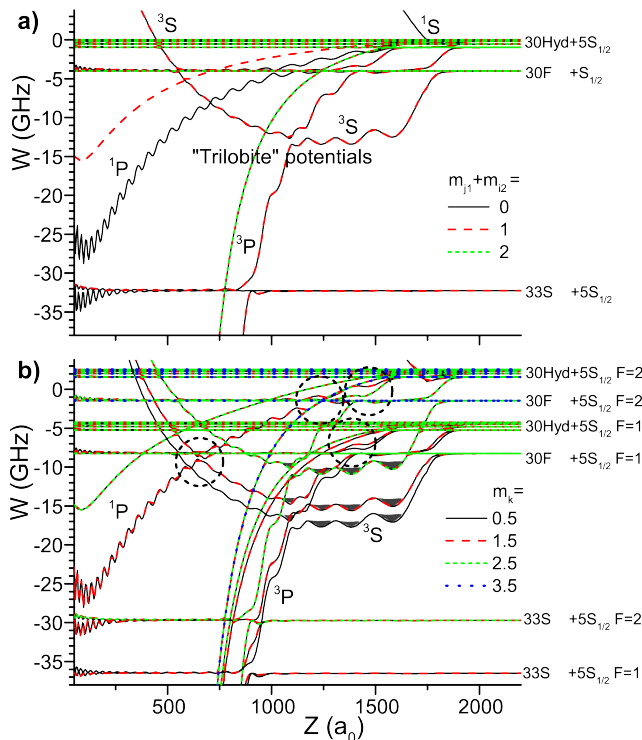 a)
³S
¹S
0
30Hyd+5S₁/₂
-5
30F +S₁/₂
-10
³S
-15
¹P
"Trilobite" potentials
-20
m_j1+m_i2=
0
-25
³P
1
2
-30
33S +5S₁/₂
-35
W (GHz)
b)
30Hyd+5S₁/₂ F=2
0
30F +5S₁/₂ F=2
-5
30Hyd+5S₁/₂ F=1
30F +5S₁/₂ F=1
-10
¹P
m_k=
-15
0.5
³S
1.5
-20
2.5
³P
3.5
-25
-30
33S +5S₁/₂ F=2
-35
33S +5S₁/₂ F=1
W (GHz)
500 1000 1500 2000
Z (a₀)